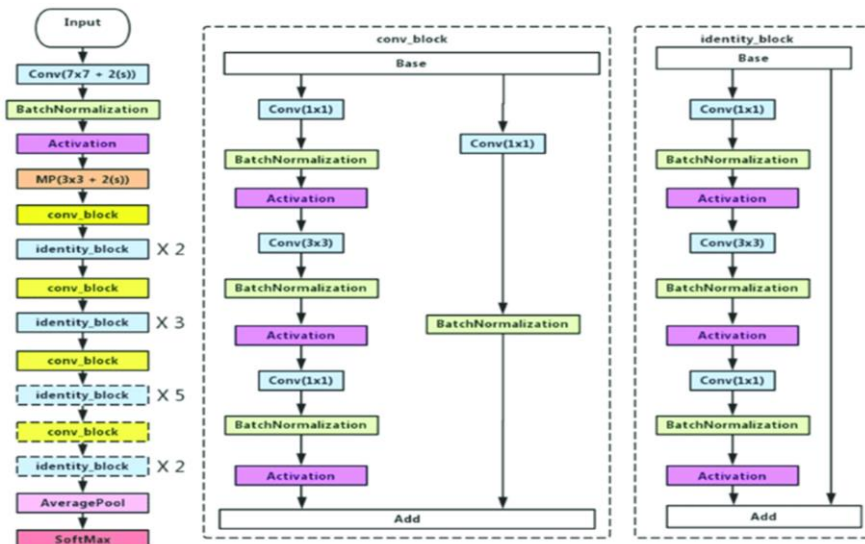 Input
Conv(7x7 + 2(s))
BatchNormalization
Activation
MP(3x3 + 2(s))
conv_block
identity_block X 2
conv_block
identity_block X 3
conv_block
identity_block X 5
conv_block
identity_block X 2
AveragePool
SoftMax
conv_block
Base
Conv(1x1)
BatchNormalization
Activation
Conv(3x3)
BatchNormalization
Activation
Conv(1x1)
BatchNormalization
Activation
Conv(1x1)
BatchNormalization
Add
identity_block
Base
Conv(1x1)
BatchNormalization
Activation
Conv(3x3)
BatchNormalization
Activation
Conv(1x1)
BatchNormalization
Activation
Add